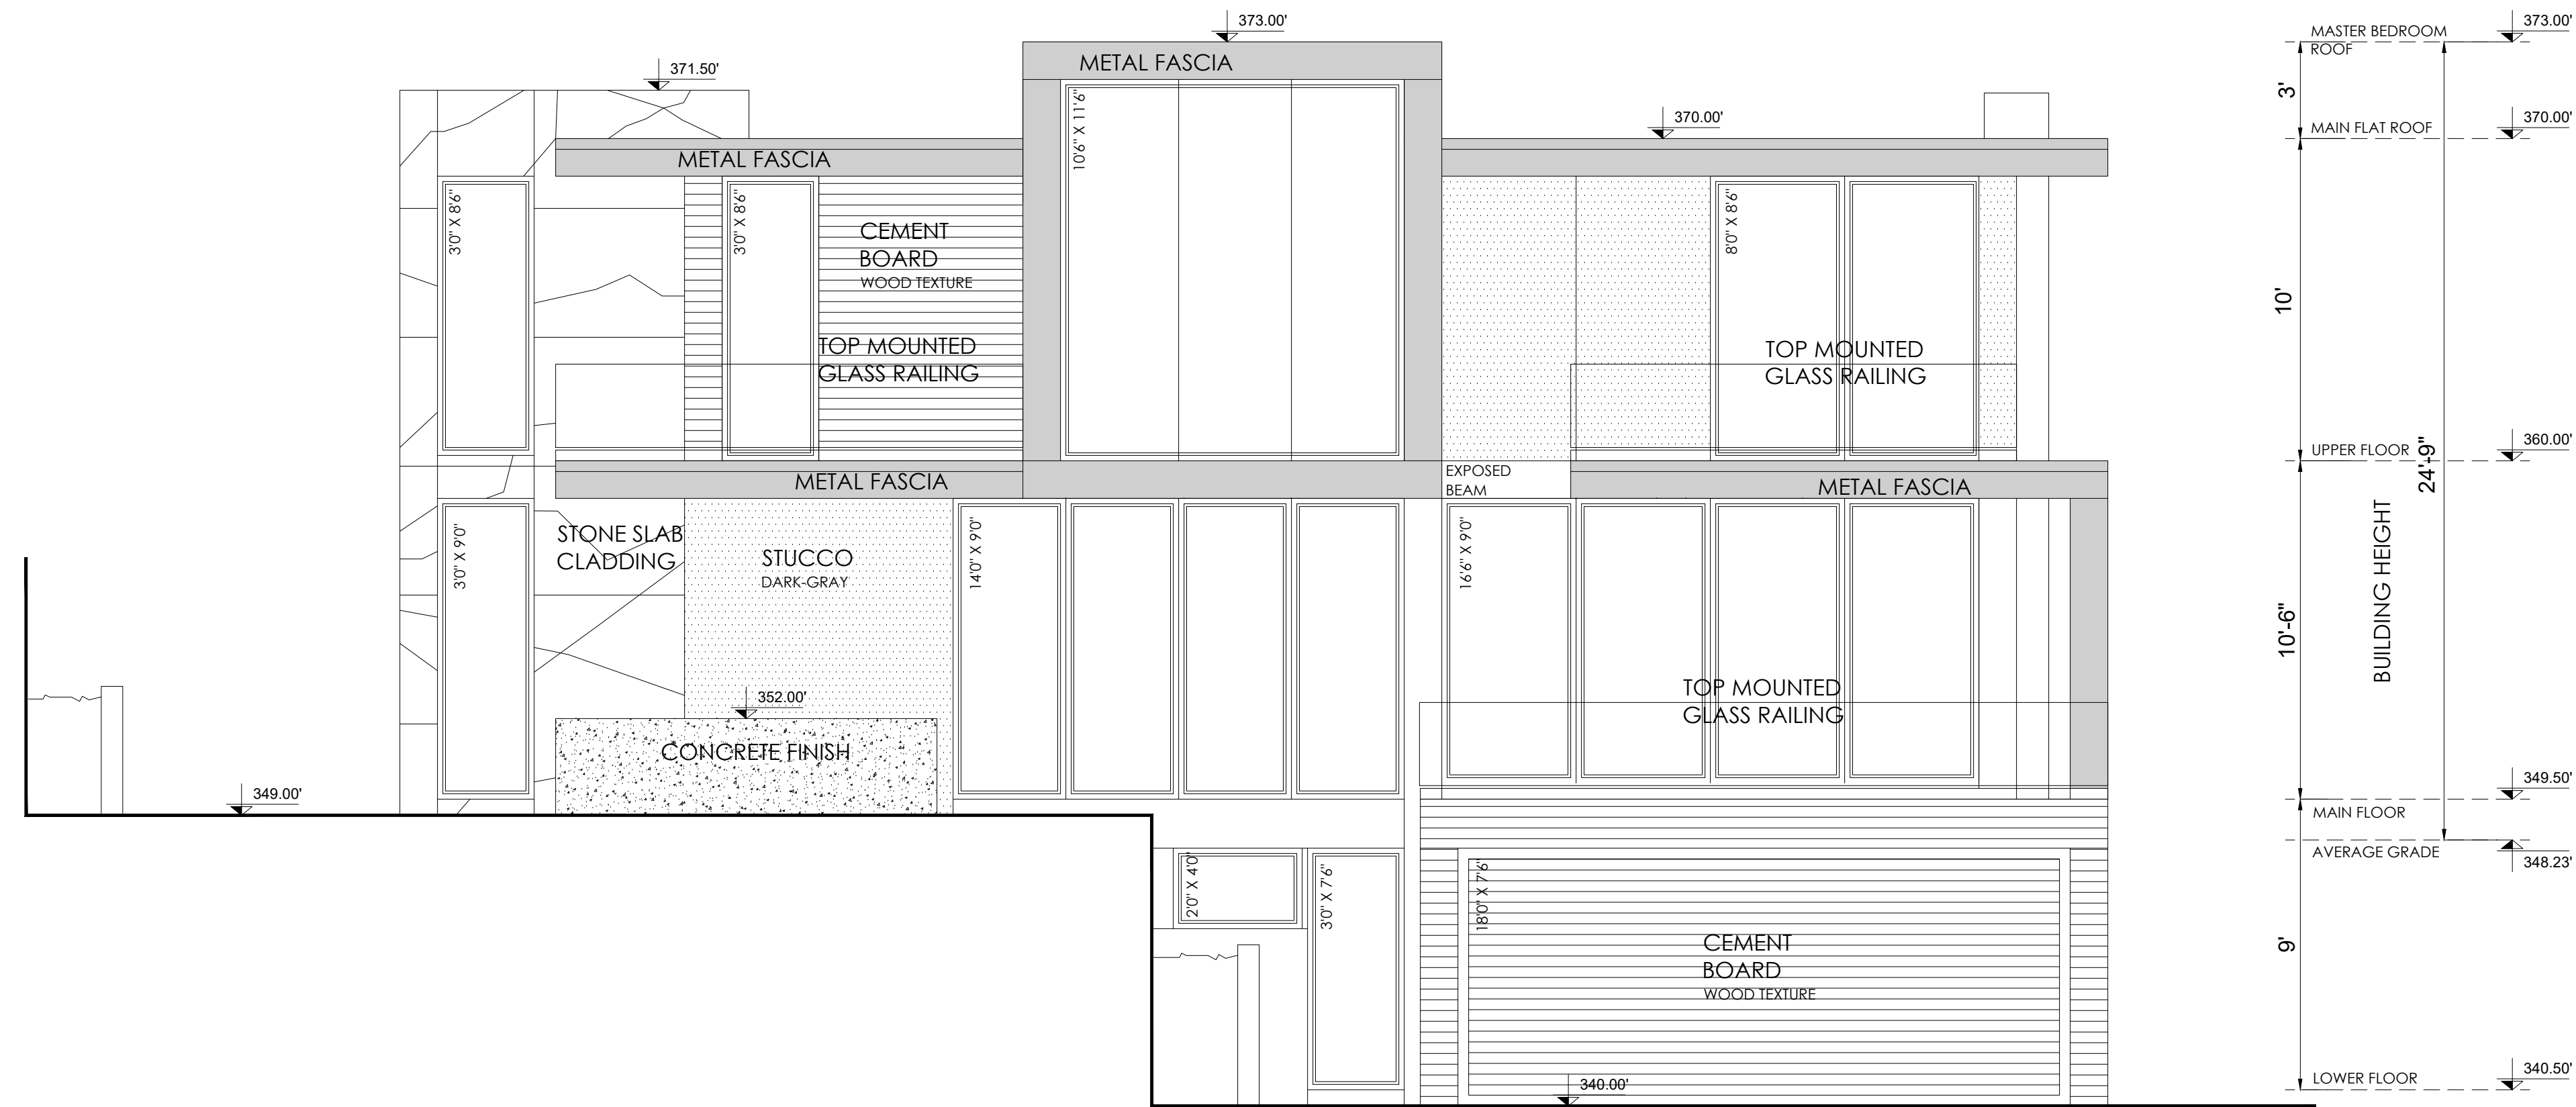 373.00'
METAL FASCIA
371.50'
10'6" X 11'6"
370.00'
METAL FASCIA
3'0" X 8'6"
3'0" X 8'6"
CEMENT
BOARD
WOOD TEXTURE
TOP MOUNTED
GLASS RAILING
8'0" X 8'6"
TOP MOUNTED
GLASS RAILING
METAL FASCIA
EXPOSED
BEAM
METAL FASCIA
3'0" X 9'0"
STONE SLAB
CLADDING
STUCCO
DARK-GRAY
14'0" X 9'0"
16'6" X 9'0"
352.00'
CONCRETE FINISH
TOP MOUNTED
GLASS RAILING
349.00'
2'0" X 4'0"
3'0" X 7'6"
18'0" X 7'6"
CEMENT
BOARD
WOOD TEXTURE
340.00'
MASTER BEDROOM
ROOF
373.00'
3'
MAIN FLAT ROOF
370.00'
10'
UPPER FLOOR
360.00'
24'-9"
BUILDING HEIGHT
10'-6"
349.50'
MAIN FLOOR
AVERAGE GRADE
348.23'
9'
LOWER FLOOR
340.50'